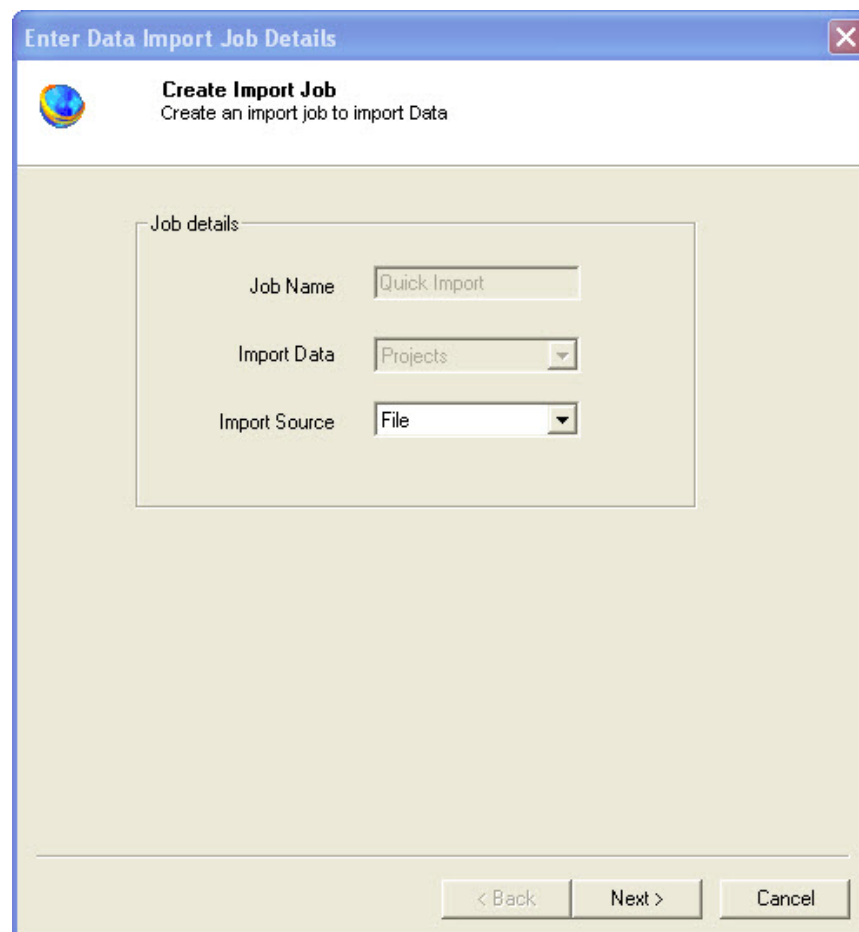 Enter Data Import Job Details
Create Import Job
Create an import job to import Data
Job details
Job Name Quick Import
Import Data Projects
Import Source File
< Back Next > Cancel